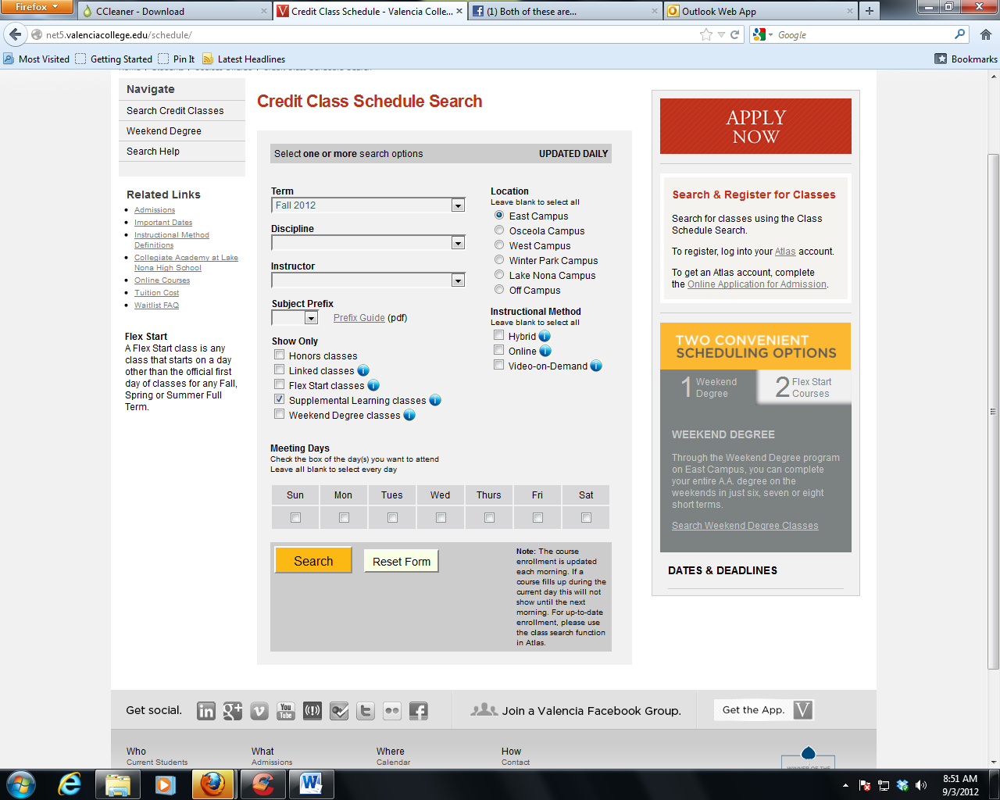 Firefox
CCleaner - Download
Credit Class Schedule - Valencia Colle...
(1) Both of these are...
Outlook Web App
net5.valenciacollege.edu/schedule/
Google
Most Visited
Getting Started
Pin It
Latest Headlines
Bookmarks
Navigate
Search Credit Classes
Weekend Degree
Search Help
Related Links
Admissions
Important Dates
Instructional Method
Definitions
Collegiate Academy at Lake
Nona High School
Online Courses
Tuition Cost
Waitlist FAQ
Flex Start
A Flex Start class is any
class that starts on a day
other than the official first
day of classes for any Fall,
Spring or Summer Full
Term.
Credit Class Schedule Search
Select one or more search options
UPDATED DAILY
Term
Fall 2012
Discipline
Instructor
Subject Prefix
Prefix Guide (pdf)
Show Only
Honors classes
Linked classes
Flex Start classes
Supplemental Learning classes
Weekend Degree classes
Location
Leave blank to select all
East Campus
Osceola Campus
West Campus
Winter Park Campus
Lake Nona Campus
Off Campus
Instructional Method
Leave blank to select all
Hybrid
Online
Video-on-Demand
Meeting Days
Check the box of the day(s) you want to attend
Leave all blank to select every day
Sun Mon Tues Wed Thurs Fri Sat
Search
Reset Form
Note: The course
enrollment is updated
each morning. If a
course fills up during the
current day this will not
show until the next
morning. For up-to-date
enrollment, please use
the class search function
in Atlas.
APPLY
NOW
Search & Register for Classes
Search for classes using the Class
Schedule Search.
To register, log into your Atlas account.
To get an Atlas account, complete
the Online Application for Admission.
TWO CONVENIENT
SCHEDULING OPTIONS
1 Weekend
Degree
2 Flex Start
Courses
WEEKEND DEGREE
Through the Weekend Degree program
on East Campus, you can complete
your entire A.A. degree on the
weekends in just six, seven or eight
short terms.
Search Weekend Degree Classes
DATES & DEADLINES
Get social.
in
g+
You
Tube
Join a Valencia Facebook Group.
Get the App.
V
Who
Current Students
What
Admissions
Where
Calendar
How
Contact
WINNER OF THE
8:51 AM
9/3/2012